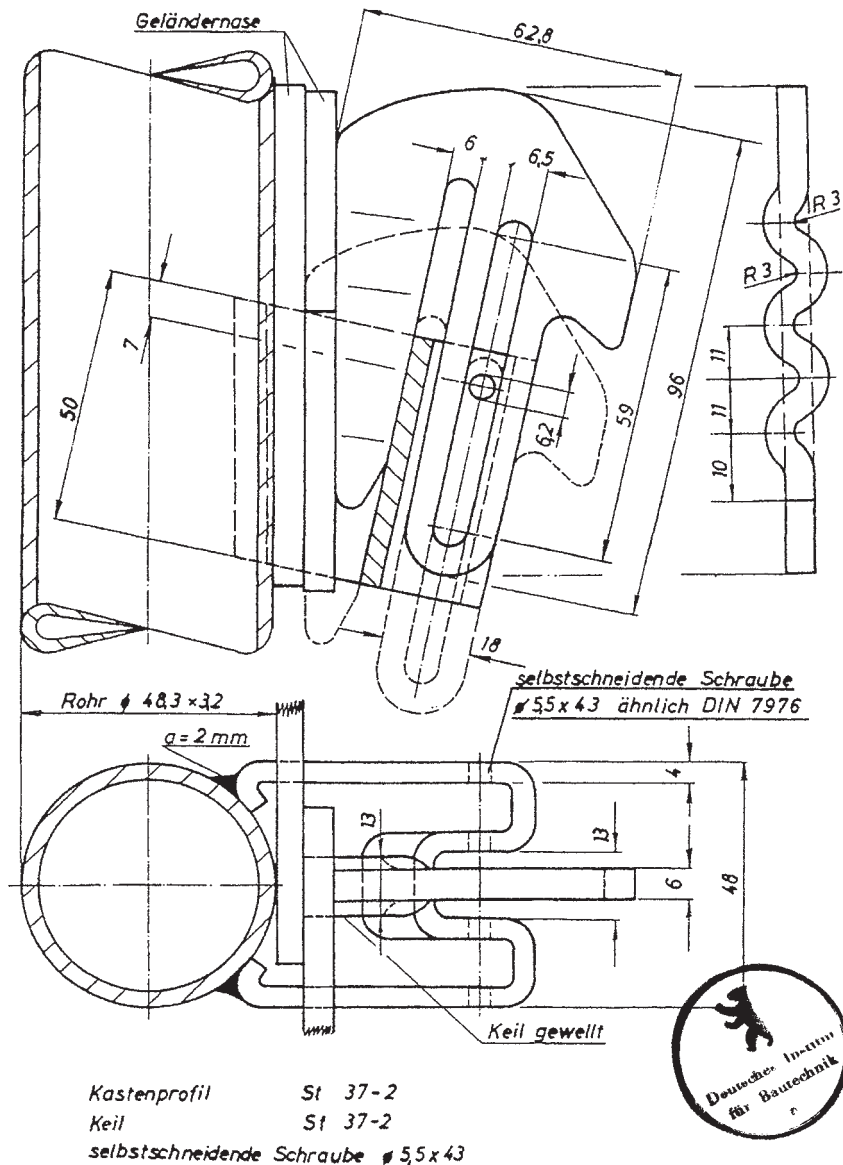 Geländernase
62,8
6
6,5
R 3
R 3
7
50
11
11
10
59
96
6,2
18
selbstschneidende Schraube
ø 5,5 x 43 ähnlich DIN 7976
Rohr ø 48,3 x 3,2
a = 2 mm
4
13
13
6
48
Keil gewellt
Deutsches Institut
für Bautechnik
Kastenprofil St 37-2
Keil St 37-2
selbstschneidende Schraube ø 5,5 x 43